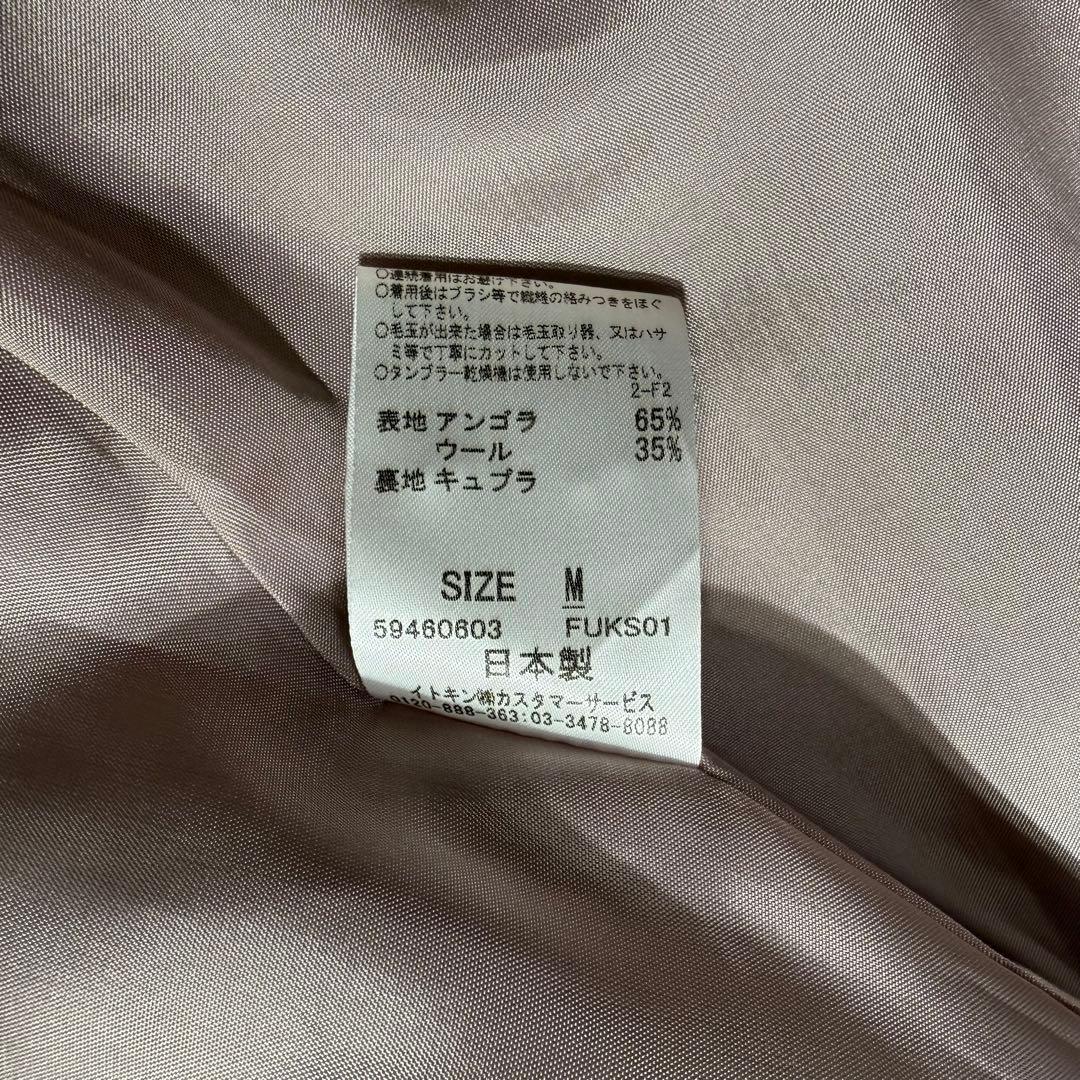 ○連続着用はお避け下さい。
○着用後はブラシ等で繊維の絡みつきをほぐ
して下さい。
○毛玉が出来た場合は毛玉取り器、又はハサ
ミ等で丁寧にカットして下さい。
○タンブラー乾燥機は使用しないで下さい。
2-F2
表地 アンゴラ 65%
ウール 35%
裏地 キュプラ
SIZE M
59460603 FUKS01
日本製
イトキン㈱カスタマーサービス
0120-888-363:03-3478-8088